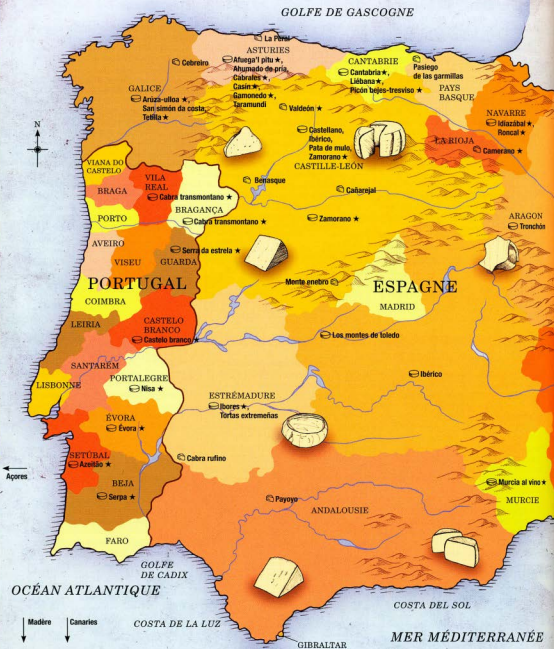 GOLFE DE GASCOGNE
La Peral
ASTURIES
Afuega'l pitu ★,
Ahumado de pría,
Cabrales ★,
Casín ★,
Gamonedo ★,
Taramundi
Cebreiro
CANTABRIE
Cantabria ★,
Liébana ★,
Picón bejes-tresviso ★
Pasiego
de las garmillas
PAYS
BASQUE
GALICE
Arúza-ulloa ★,
San simón da costa,
Tetilla ★
Valdeón ★
NAVARRE
Idiazábal ★,
Roncal ★
Castellano,
Ibérico,
Pata de mulo,
Zamorano ★
CASTILLE-LEÓN
LA RIOJA
Camerano ★
VIANA DO
CASTELO
BRAGA
VILA
REAL
Cabra transmontano ★
Benasque
Cañarejal
PORTO
BRAGANÇA
Cabra transmontano ★
Zamorano ★
ARAGON
Tronchón
AVEIRO
VISEU
Serra da estrela ★
GUARDA
PORTUGAL
Mente enebro
ESPAGNE
MADRID
COIMBRA
LEIRIA
CASTELO
BRANCO
Castelo branco ★
Los montes de toledo
SANTARÉM
LISBONNE
PORTALEGRE
Nisa ★
Ibérico
ESTRÉMADURE
Ibores ★,
Tortas extremeñas
ÉVORA
Évora ★
SETÚBAL
Azeitão ★
Cabra rufino
Açores
BEJA
Serpa ★
Murcia al vino ★
MURCIE
Payoyo
ANDALOUSIE
FARO
GOLFE
DE CADIX
OCÉAN ATLANTIQUE
COSTA DEL SOL
Madère
Canaries
COSTA DE LA LUZ
GIBRALTAR
MER MÉDITERRANÉE
N